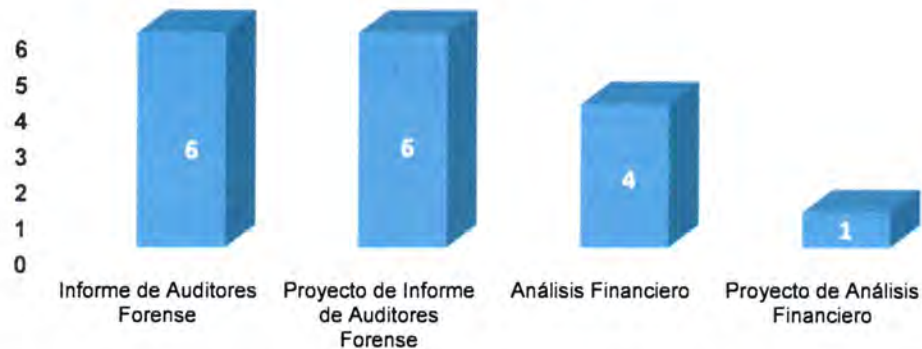 6
5
4
3
2
1
0
6
6
4
1
Informe de Auditores
Forense
Proyecto de Informe
de Auditores
Forense
Análisis Financiero
Proyecto de Análisis
Financiero